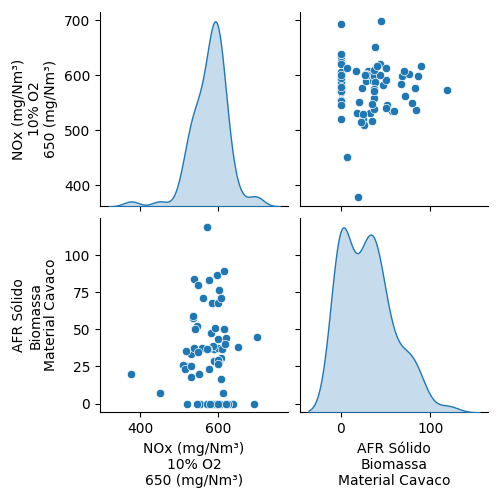 NOx (mg/Nm³)
10% O2
650 (mg/Nm³)
700
600
500
400
AFR Sólido
Biomassa
Material Cavaco
100
75
50
25
0
400
600
0
100
NOx (mg/Nm³)
10% O2
650 (mg/Nm³)
AFR Sólido
Biomassa
Material Cavaco